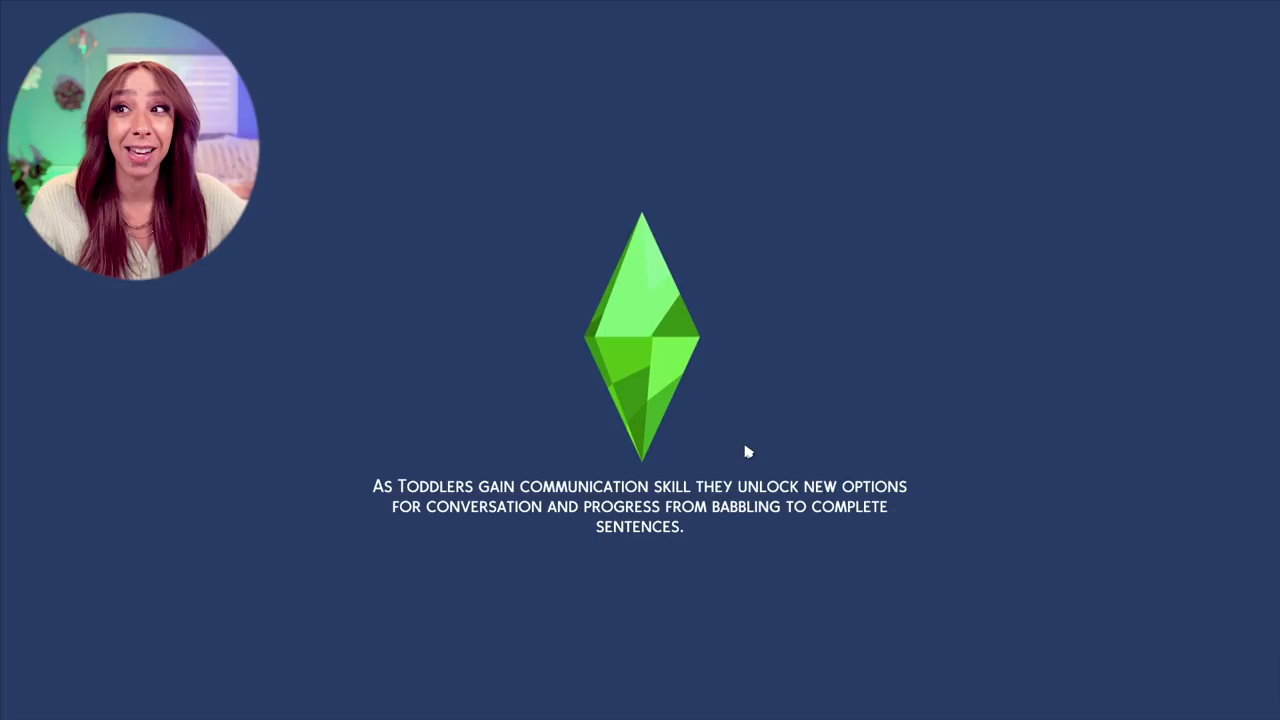 As Toddlers gain communication skill they unlock new options
for conversation and progress from babbling to complete
sentences.